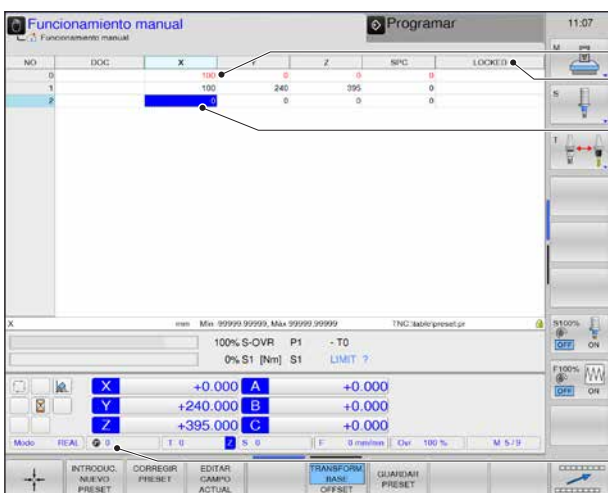 Funcionamiento manual
Funcionamiento manual
Programar
11:07
NO DOC X Y Z SPC LOCKED
0 100 0 0 0
1 100 240 395 0
2 0 0 0 0
X mm Min -99999.99999, Máx 99999.99999 TNC:\table\preset.pr
100% S-OVR P1 - T0
0% S1 [Nm] S1 LIMIT ?
X +0.000 A +0.000
Y +240.000 B +0.000
Z +395.000 C +0.000
Modo REAL 0 T 0 Z S 0 F 0 mm/min Ovr 100 % M 5/9
INTRODUC. NUEVO PRESET
CORREGIR PRESET
EDITAR CAMPO ACTUAL
TRANSFORM. BASE OFFSET
GUARDAR PRESET
M
S
T
S100%
OFF ON
F100%
OFF ON